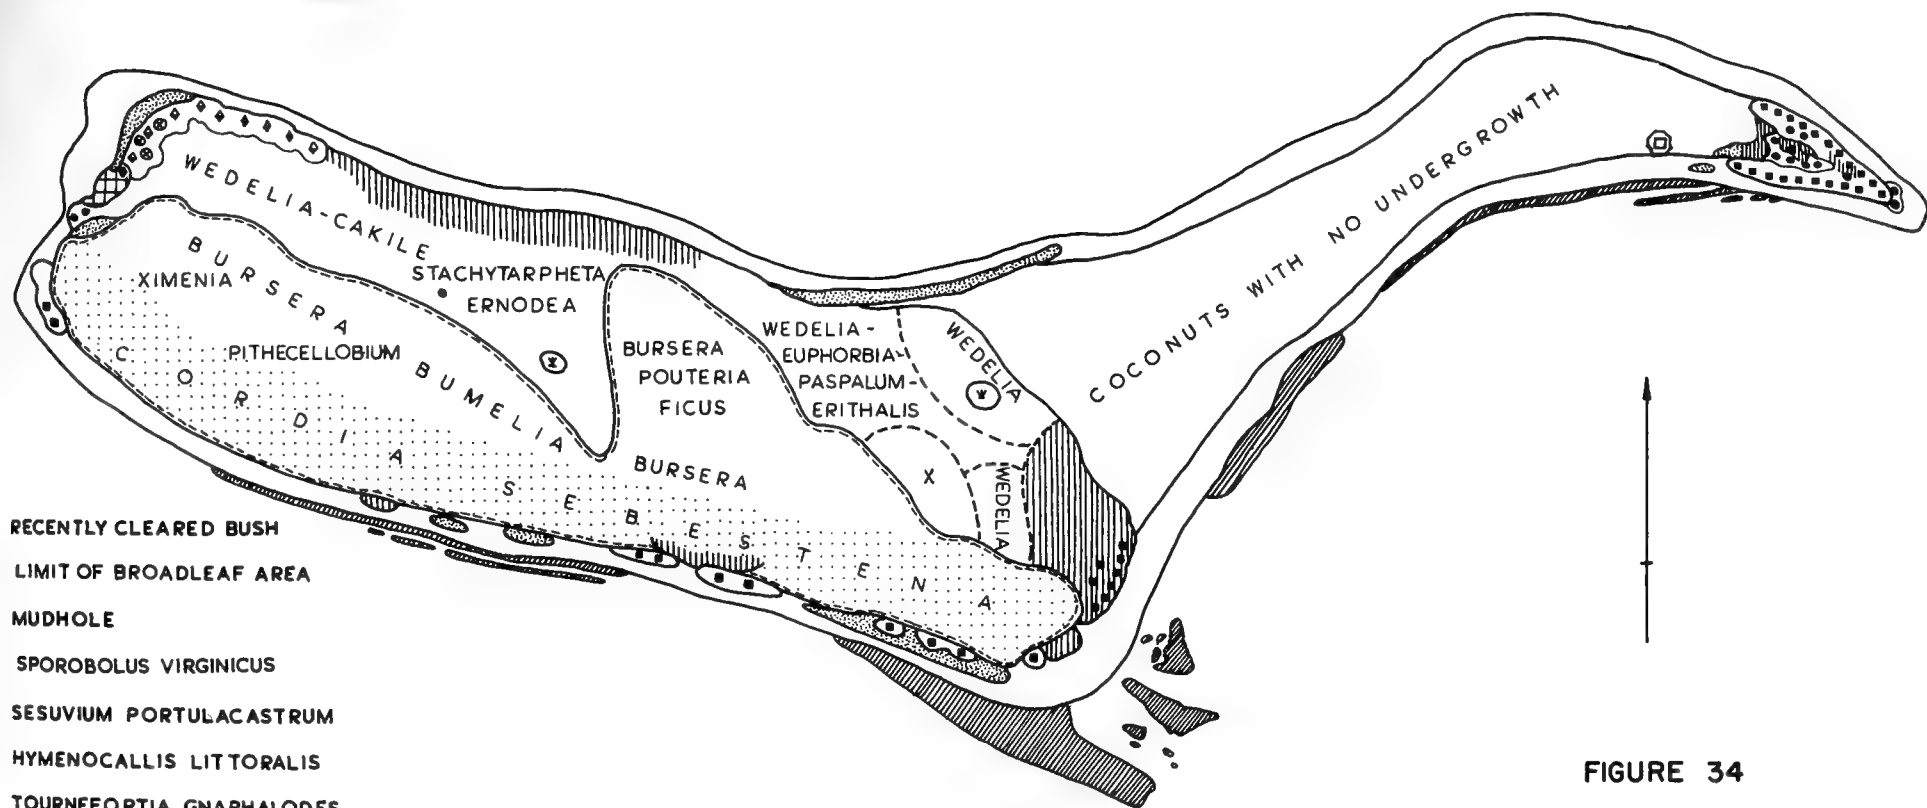 COCONUTS WITH NO UNDERGROWTH
WEDELIA-CAKILE
BURSERA BUMELIA
XIMENIA
STACHYTARPHETA
ERNODEA
PITHECELLOBIUM
CORDIA SEBESTENA
BURSERA
POUTERIA
FICUS
BURSERA
WEDELIA-
EUPHORBIA-
PASPALUM-
ERITHALIS
WEDELIA
X
WEDELIA
RECENTLY CLEARED BUSH
LIMIT OF BROADLEAF AREA
MUDHOLE
SPOROBOLUS VIRGINICUS
SESUVIUM PORTULACASTRUM
HYMENOCALLIS LITTORALIS
TOURNEFORTIA GNAPHALODES
FIGURE 34